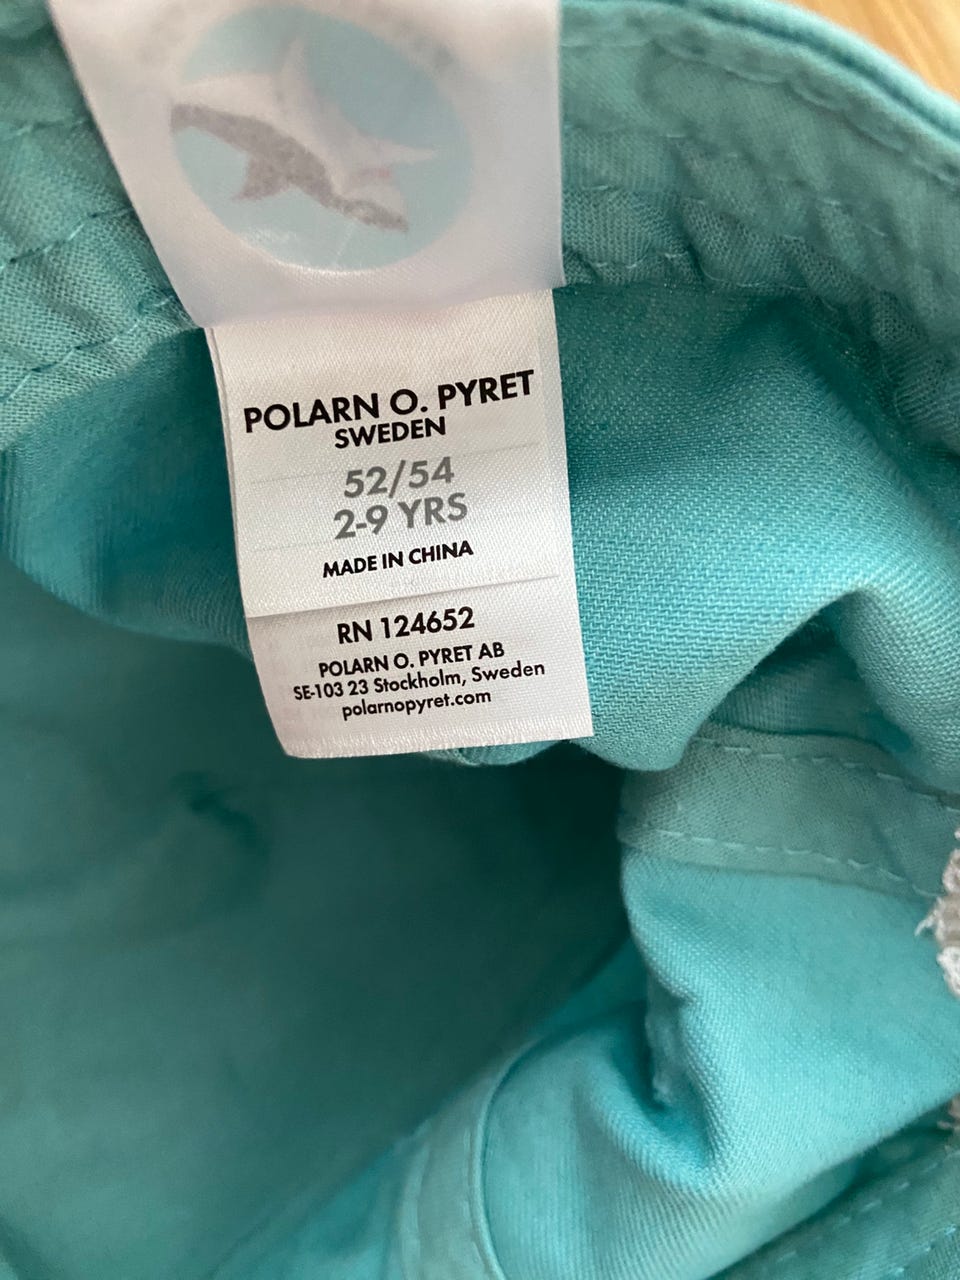 POLARN O. PYRET
SWEDEN
52/54
2-9 YRS
MADE IN CHINA
RN 124652
POLARN O. PYRET AB
SE-103 23 Stockholm, Sweden
polarnopyret.com